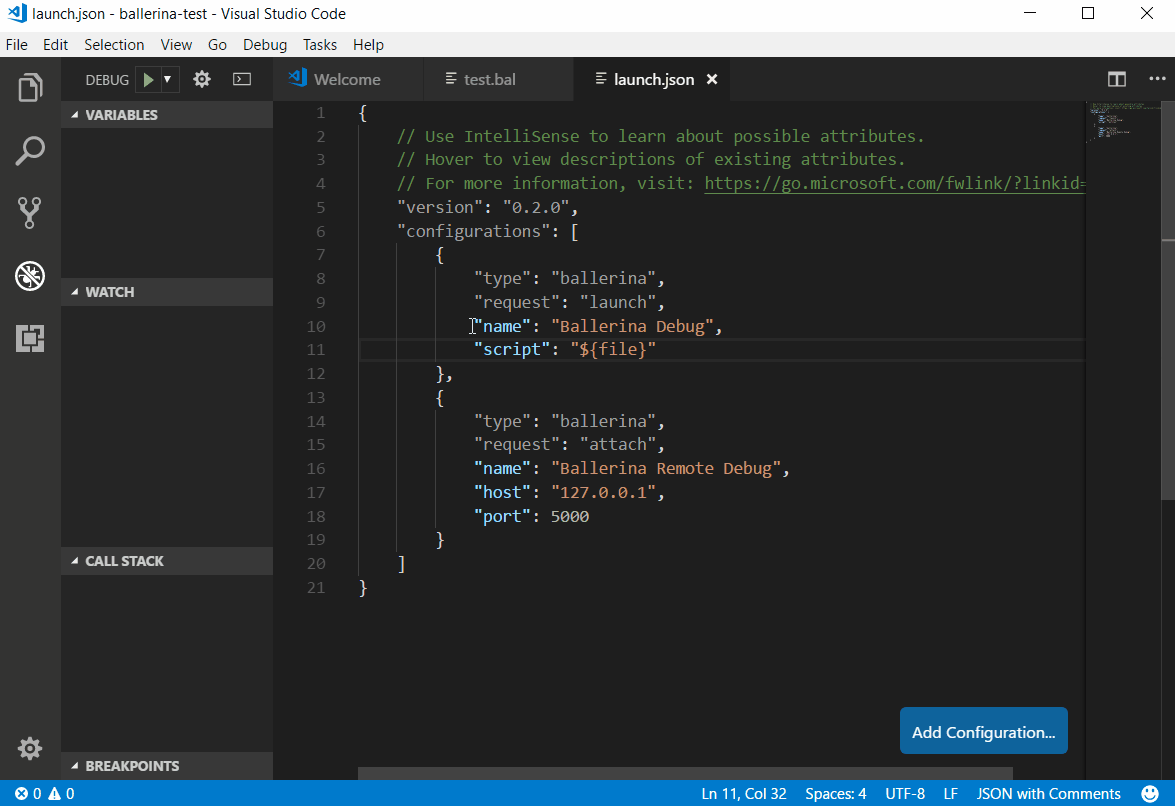 launch.json - ballerina-test - Visual Studio Code
File Edit Selection View Go Debug Tasks Help
DEBUG
Welcome test.bal launch.json
VARIABLES
WATCH
CALL STACK
BREAKPOINTS
1 {
2 // Use IntelliSense to learn about possible attributes.
3 // Hover to view descriptions of existing attributes.
4 // For more information, visit: https://go.microsoft.com/fwlink/?linkid=
5 "version": "0.2.0",
6 "configurations": [
7 {
8 "type": "ballerina",
9 "request": "launch",
10 "name": "Ballerina Debug",
11 "script": "${file}"
12 },
13 {
14 "type": "ballerina",
15 "request": "attach",
16 "name": "Ballerina Remote Debug",
17 "host": "127.0.0.1",
18 "port": 5000
19 }
20 ]
21 }
Add Configuration...
0 0 Ln 11, Col 32 Spaces: 4 UTF-8 LF JSON with Comments